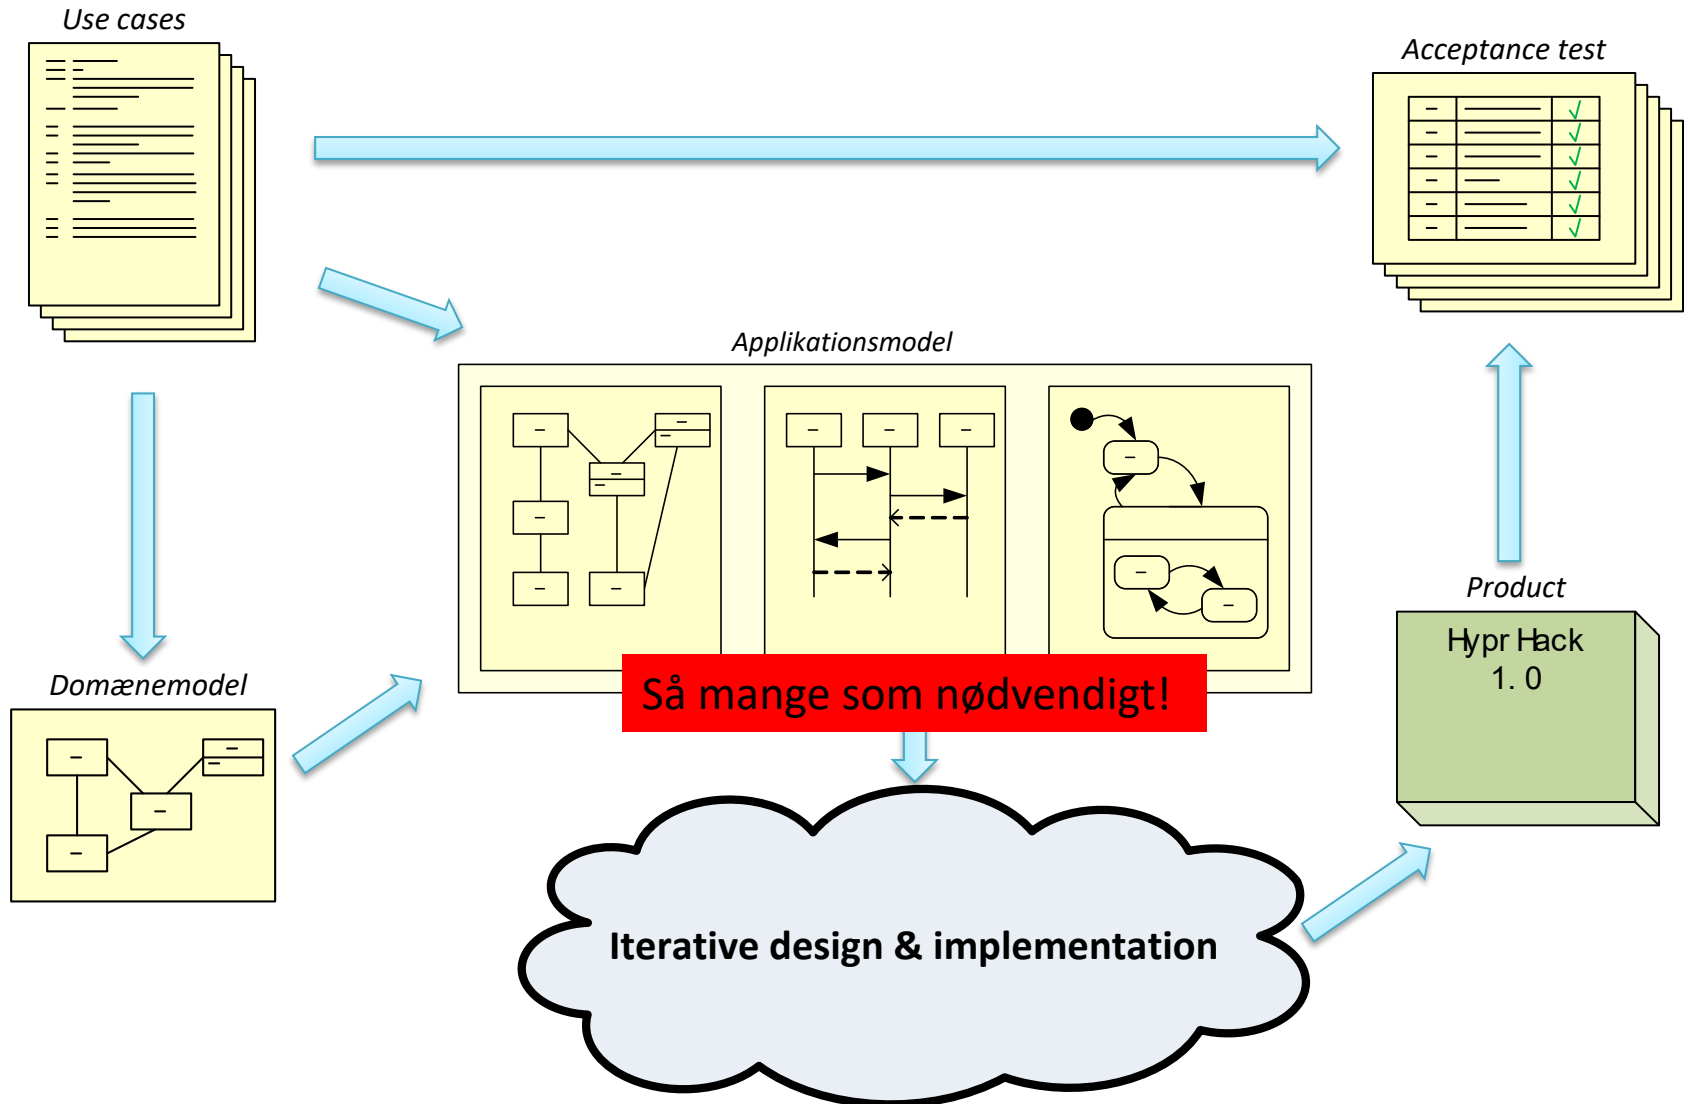 Use cases
Acceptance test
Applikationsmodel
Domænemodel
Så mange som nødvendigt!
Product
Hypr Hack
1. 0
Iterative design & implementation